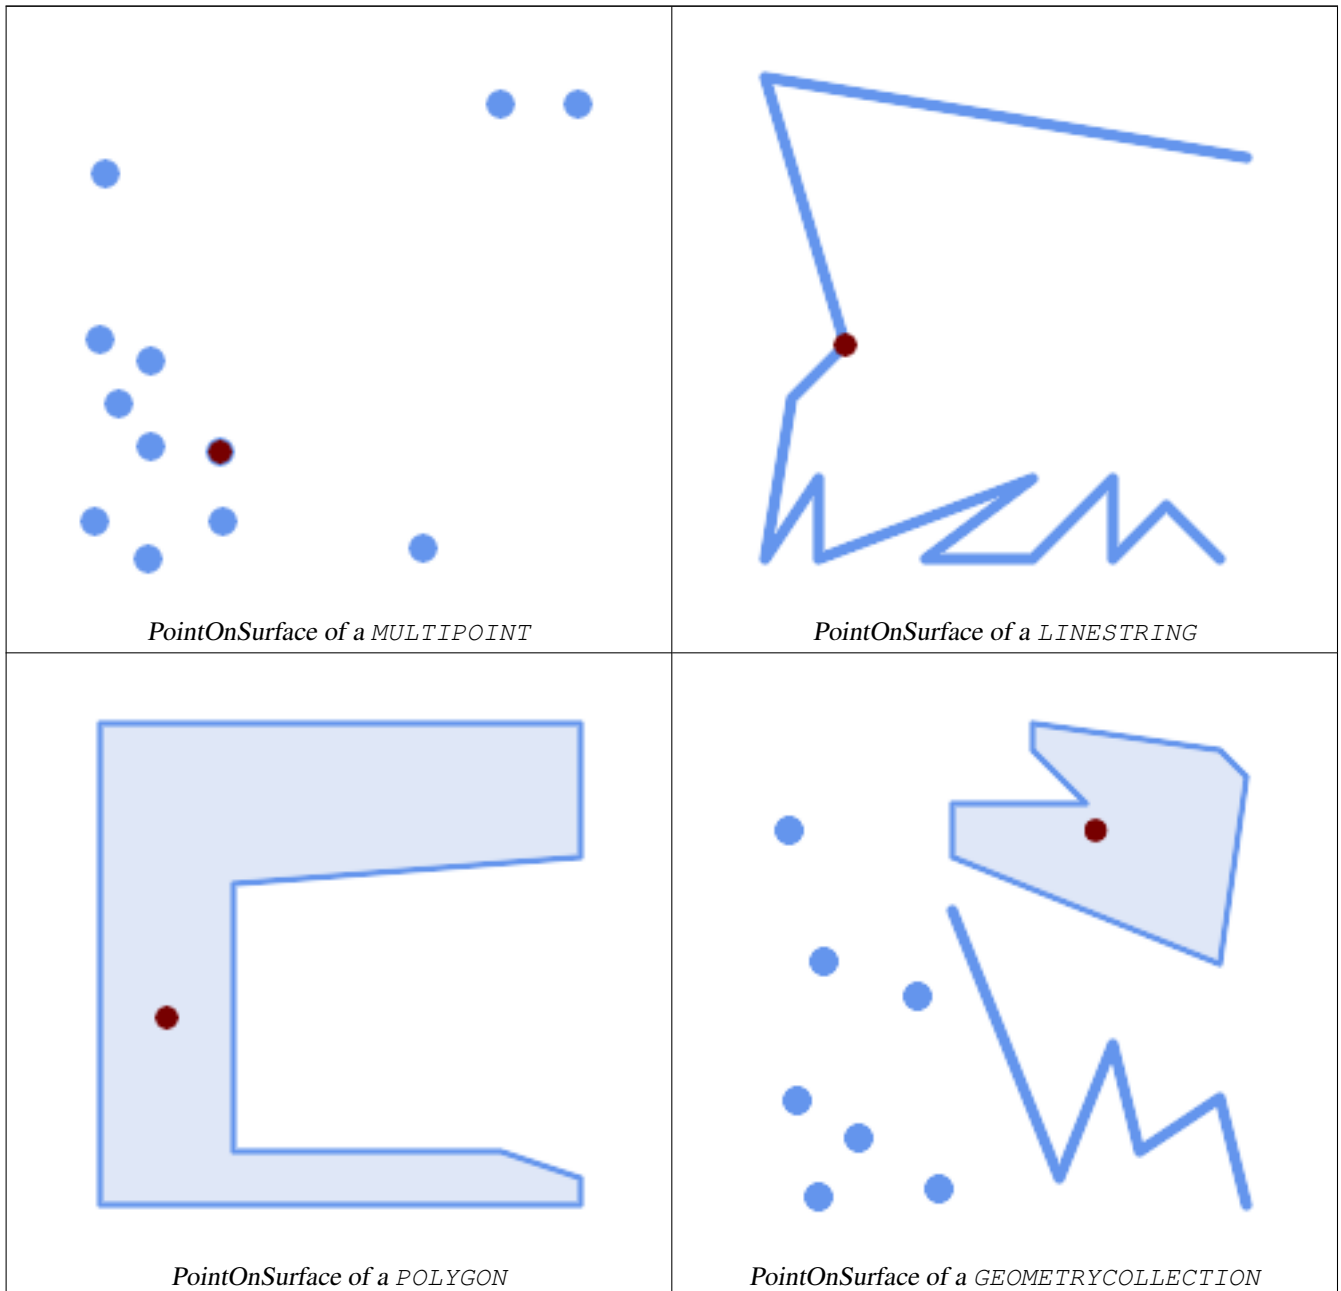 PointOnSurface of a MULTIPOINT
PointOnSurface of a LINESTRING
PointOnSurface of a POLYGON
PointOnSurface of a GEOMETRYCOLLECTION